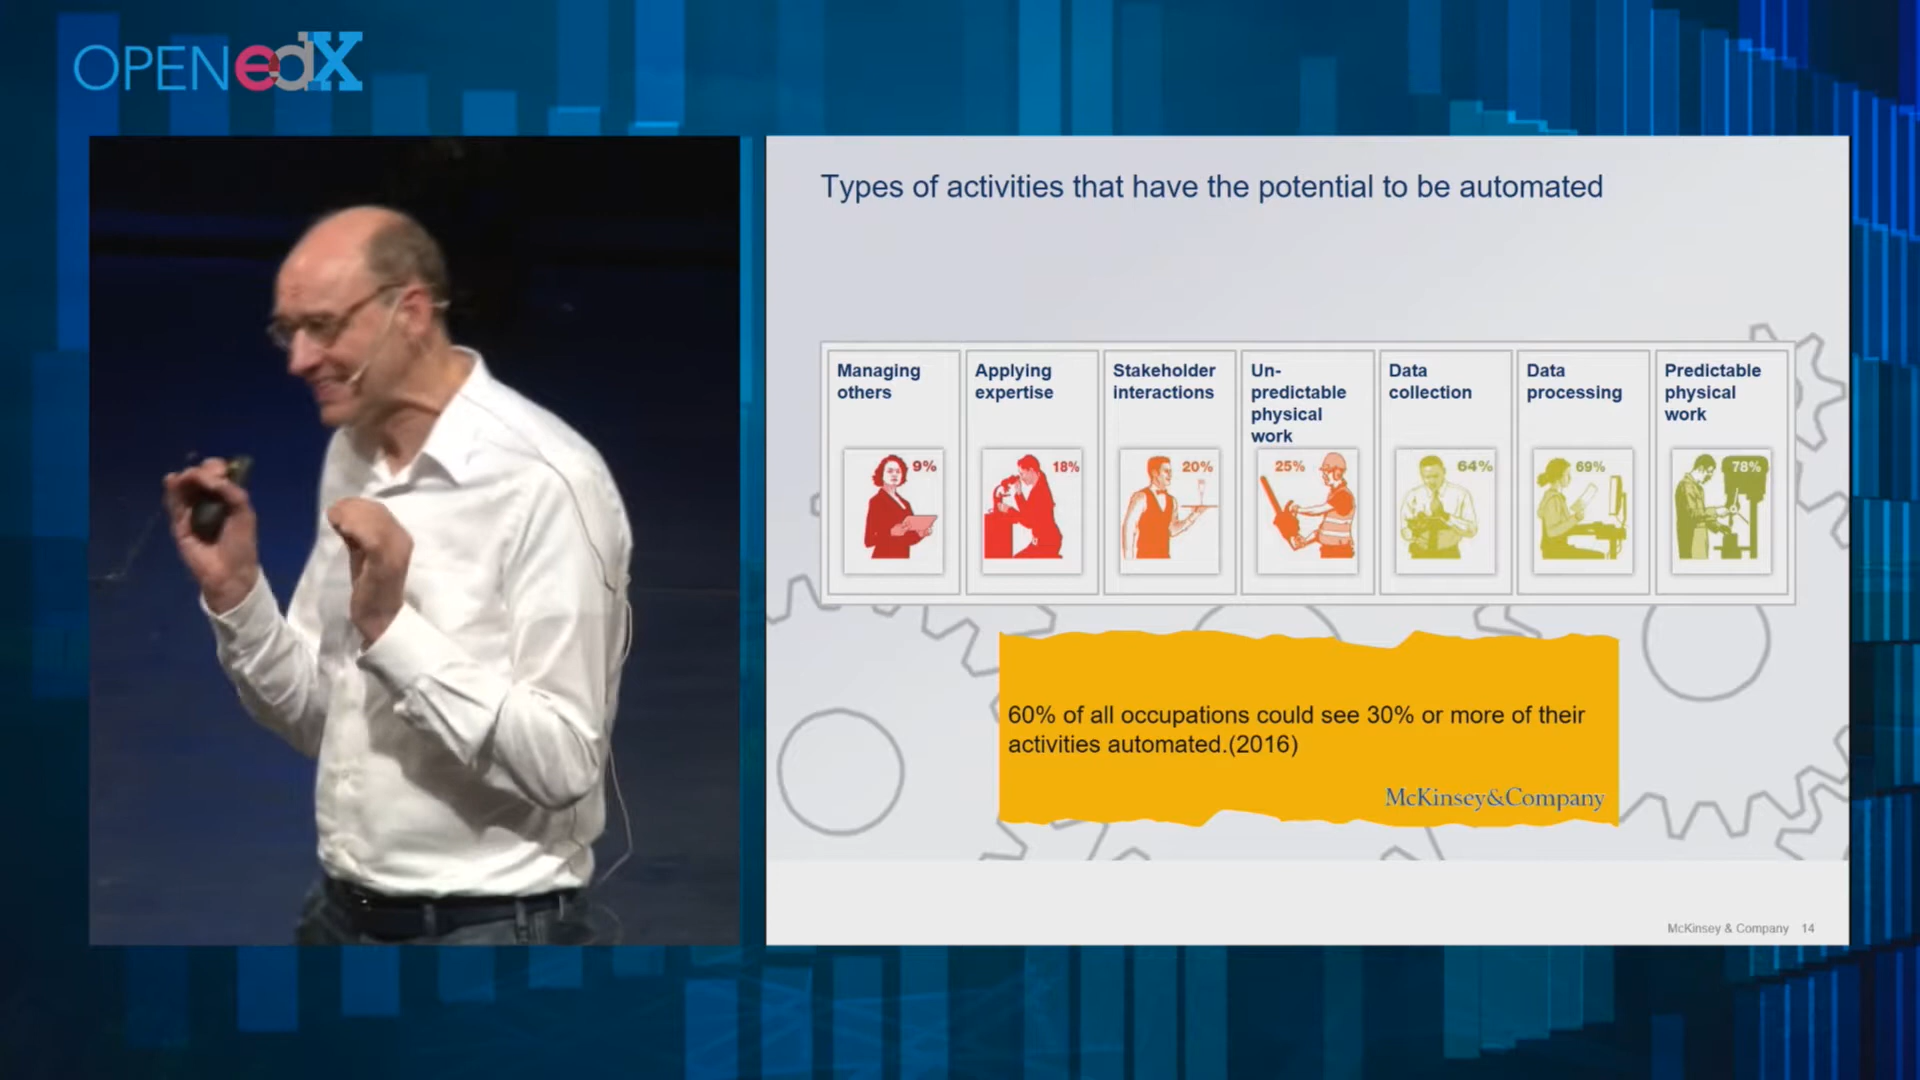 OPEN edX
Types of activities that have the potential to be automated
Managing
others
9%
Applying
expertise
18%
Stakeholder
interactions
20%
Un-
predictable
physical
work
25%
Data
collection
64%
Data
processing
69%
Predictable
physical
work
78%
60% of all occupations could see 30% or more of their
activities automated.(2016)
McKinsey&Company
McKinsey & Company 14